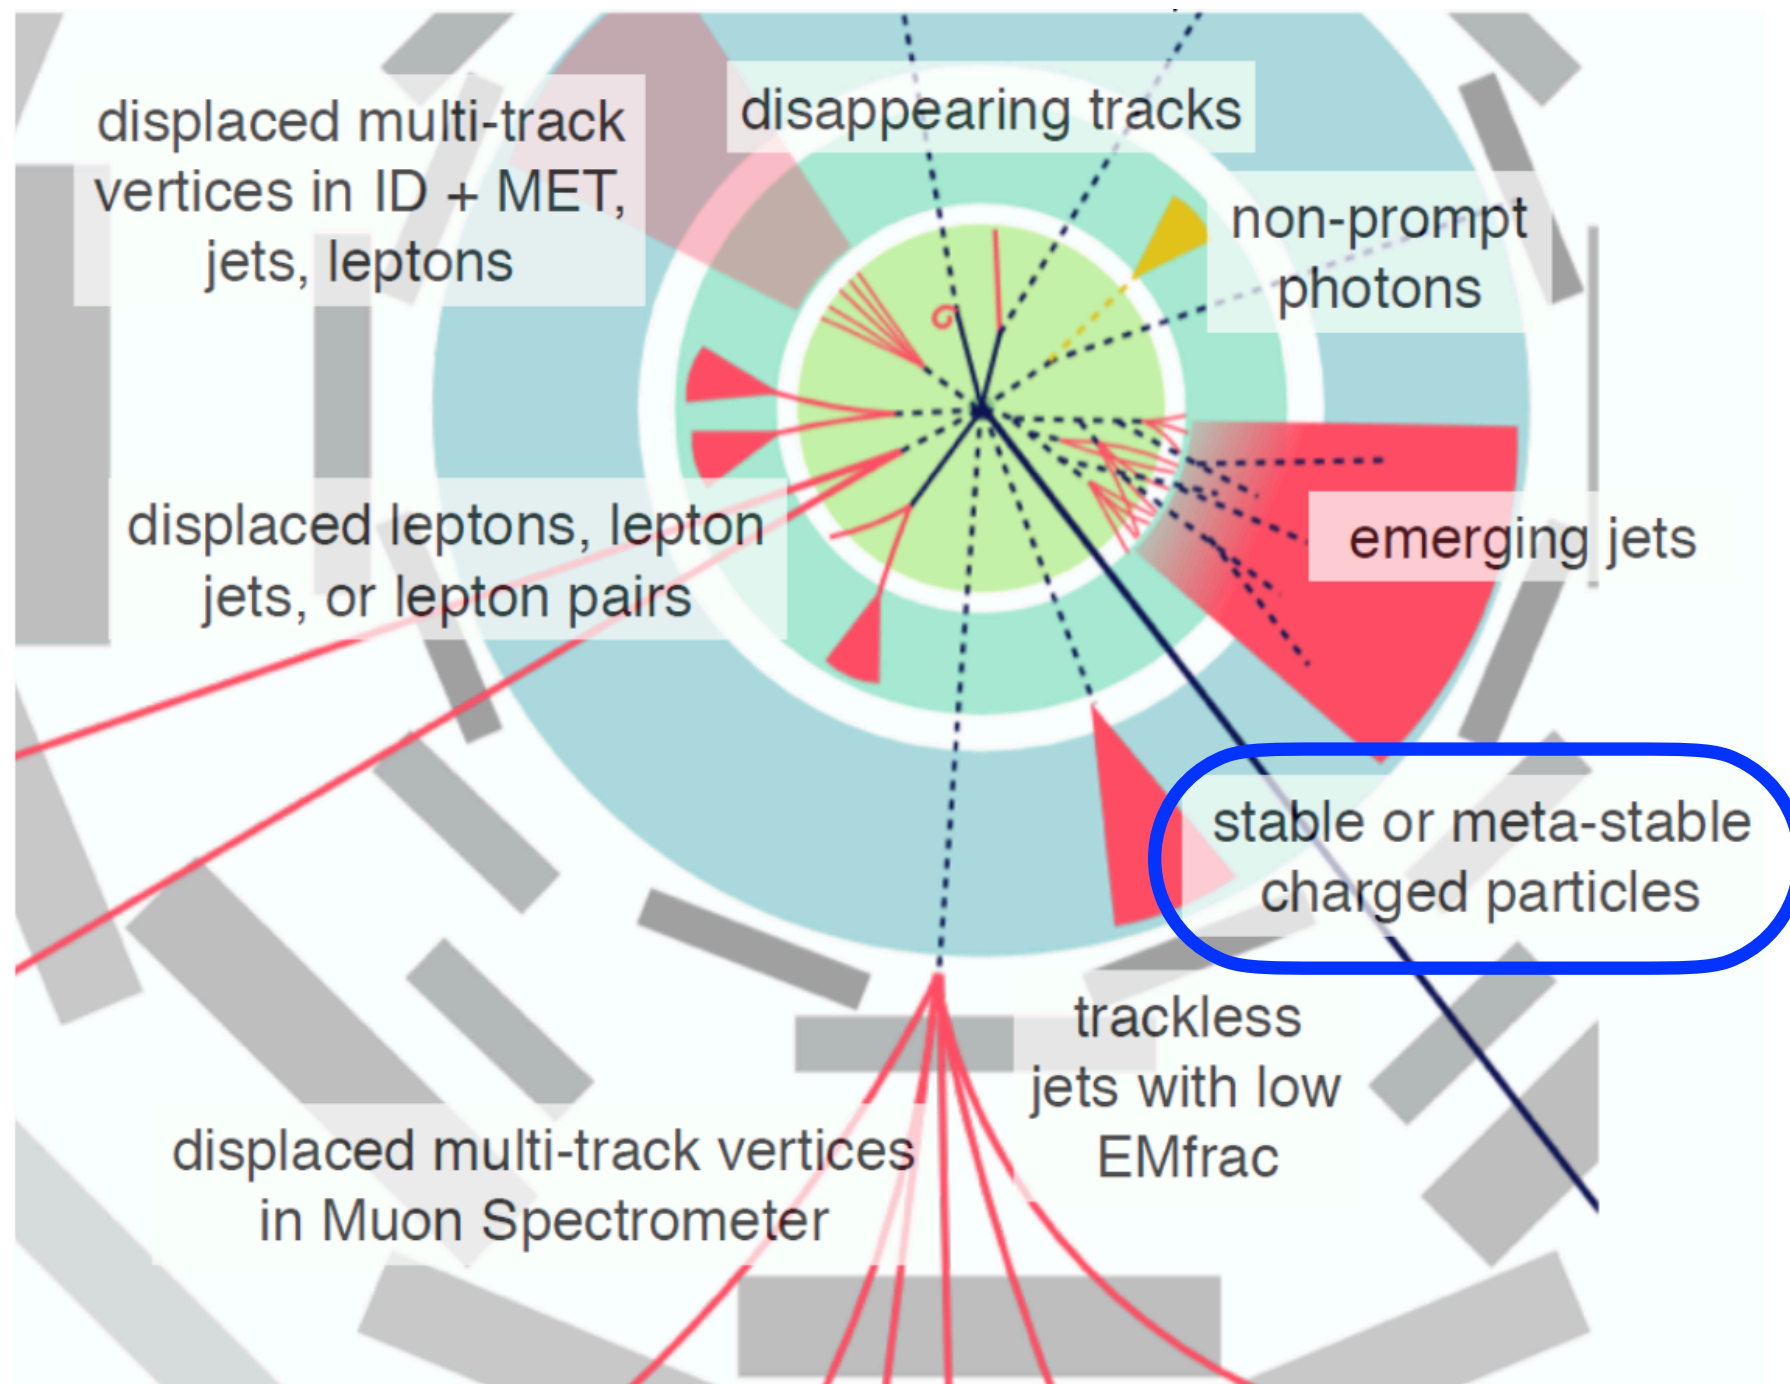 displaced multi-track
vertices in ID + MET,
jets, leptons
disappearing tracks
non-prompt
photons
displaced leptons, lepton
jets, or lepton pairs
emerging jets
stable or meta-stable
charged particles
trackless
jets with low
EMfrac
displaced multi-track vertices
in Muon Spectrometer